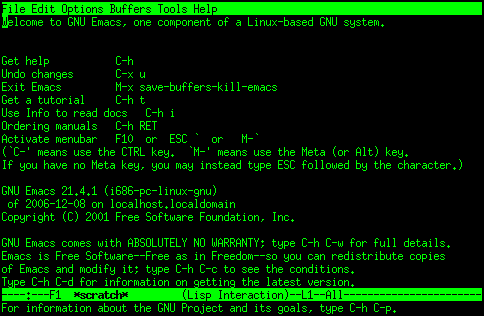 File Edit Options Buffers Tools Help
Welcome to GNU Emacs, one component of a Linux-based GNU system.
Get help C-h
Undo changes C-x u
Exit Emacs M-x save-buffers-kill-emacs
Get a tutorial C-h t
Use Info to read docs C-h i
Ordering manuals C-h RET
Activate menubar F10 or ESC ` or M-`
(`C-' means use the CTRL key. `M-' means use the Meta (or Alt) key.
If you have no Meta key, you may instead type ESC followed by the character.)
GNU Emacs 21.4.1 (i686-pc-linux-gnu)
of 2006-12-08 on localhost.localdomain
Copyright (C) 2001 Free Software Foundation, Inc.
GNU Emacs comes with ABSOLUTELY NO WARRANTY; type C-h C-w for full details.
Emacs is Free Software--Free as in Freedom--so you can redistribute copies
of Emacs and modify it; type C-h C-c to see the conditions.
Type C-h C-d for information on getting the latest version.
----:---F1 *scratch* (Lisp Interaction)--L1--All------------------------
For information about the GNU Project and its goals, type C-h C-p.